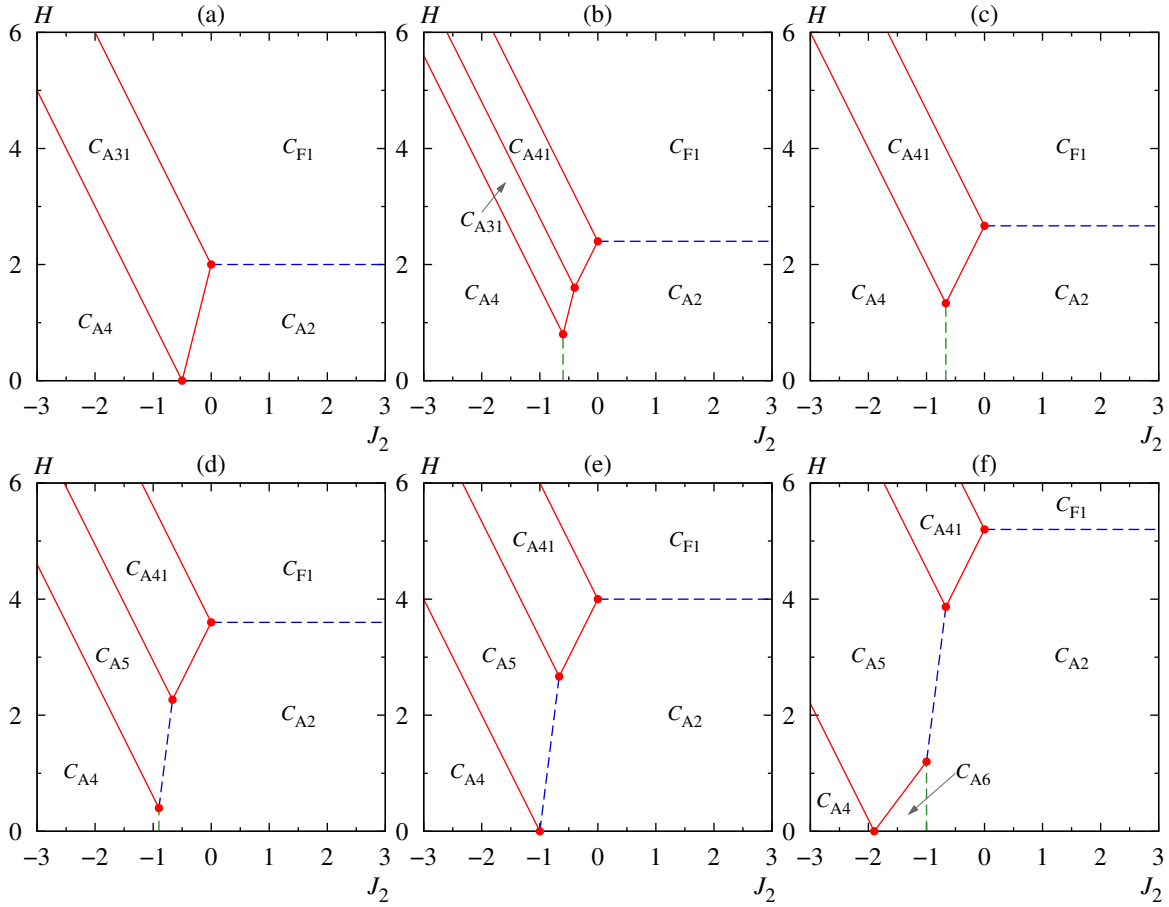 H (a) H (b) H (c)
6 6 6
4 4 4
2 2 2
0 0 0
C_A31 C_F1 C_A41 C_F1 C_A41 C_F1
C_A31
C_A4 C_A2 C_A4 C_A2 C_A4 C_A2
−3 −2 −1 0 1 2 3 −3 −2 −1 0 1 2 3 −3 −2 −1 0 1 2 3
J_2 J_2 J_2
H (d) H (e) H (f)
6 6 6
4 4 4
2 2 2
0 0 0
C_F1
C_A41 C_F1 C_A41 C_F1 C_A41
C_A5 C_A5 C_A5 C_A2
C_A2 C_A2
C_A4 C_A4 C_A6
C_A4
−3 −2 −1 0 1 2 3 −3 −2 −1 0 1 2 3 −3 −2 −1 0 1 2 3
J_2 J_2 J_2